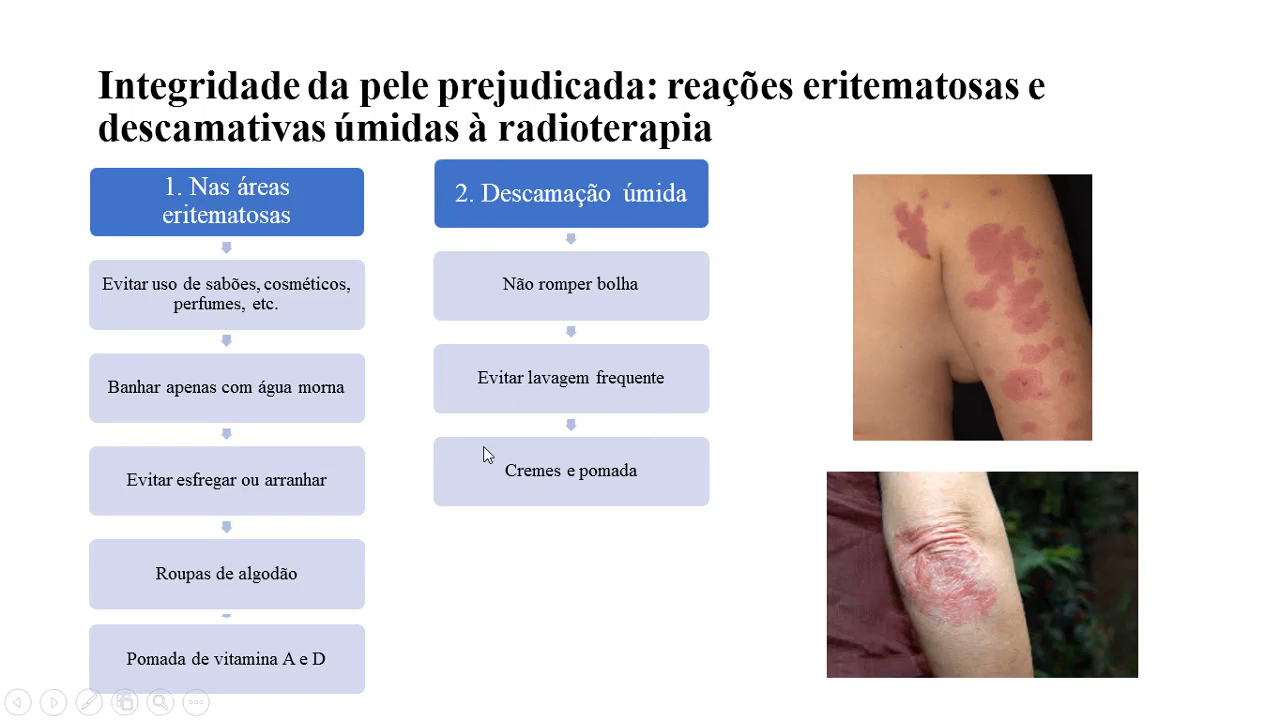 Integridade da pele prejudicada: reações eritematosas e
descamativas úmidas à radioterapia
1. Nas áreas
eritematosas
Evitar uso de sabões, cosméticos,
perfumes, etc.
Banhar apenas com água morna
Evitar esfregar ou arranhar
Roupas de algodão
Pomada de vitamina A e D
2. Descamação úmida
Não romper bolha
Evitar lavagem frequente
Cremes e pomada